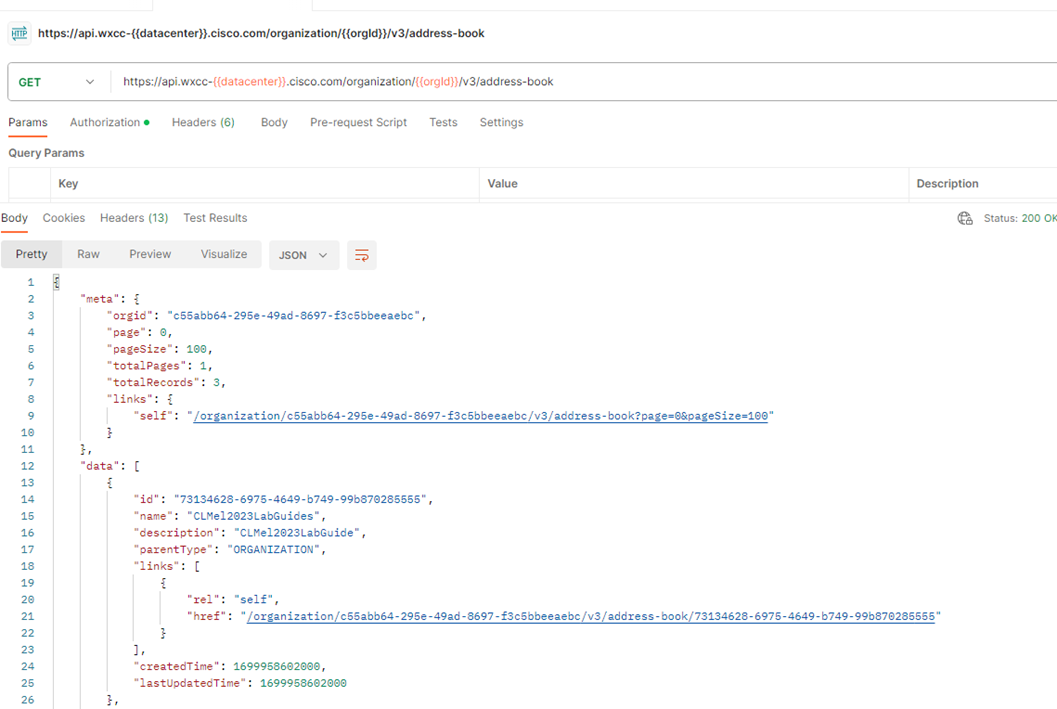 HTTP https://api.wxcc-{{datacenter}}.cisco.com/organization/{{orgId}}/v3/address-book
GET https://api.wxcc-{{datacenter}}.cisco.com/organization/{{orgId}}/v3/address-book
Params Authorization Headers (6) Body Pre-request Script Tests Settings
Query Params
Key Value Description
Body Cookies Headers (13) Test Results Status: 200 OK
Pretty Raw Preview Visualize JSON
1 {
2 "meta": {
3 "orgid": "c55abb64-295e-49ad-8697-f3c5bbeeaebc",
4 "page": 0,
5 "pageSize": 100,
6 "totalPages": 1,
7 "totalRecords": 3,
8 "links": {
9 "self": "/organization/c55abb64-295e-49ad-8697-f3c5bbeeaebc/v3/address-book?page=0&pageSize=100"
10 }
11 },
12 "data": [
13 {
14 "id": "73134628-6975-4649-b749-99b870285555",
15 "name": "CLMel2023LabGuides",
16 "description": "CLMel2023LabGuide",
17 "parentType": "ORGANIZATION",
18 "links": [
19 {
20 "rel": "self",
21 "href": "/organization/c55abb64-295e-49ad-8697-f3c5bbeeaebc/v3/address-book/73134628-6975-4649-b749-99b870285555"
22 }
23 ],
24 "createdTime": 1699958602000,
25 "lastUpdatedTime": 1699958602000
26 },